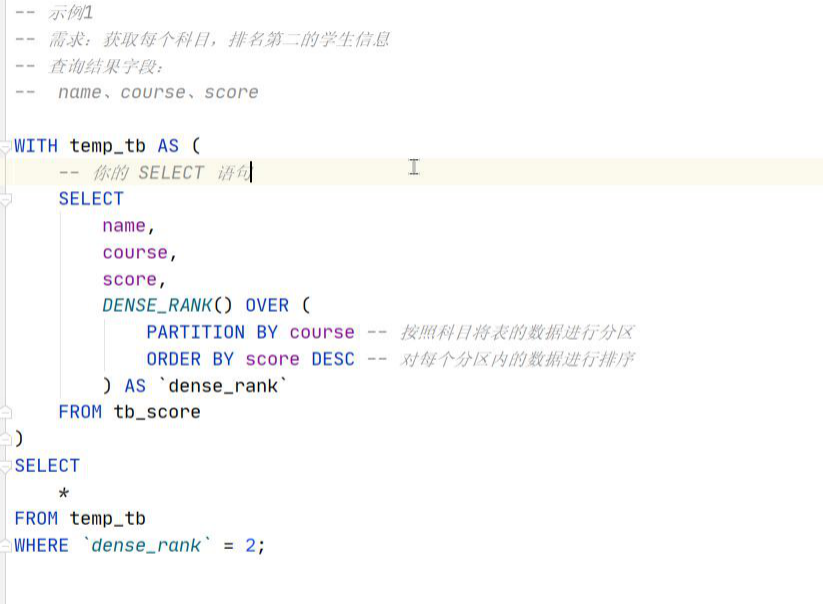 -- 示例1
-- 需求：获取每个科目，排名第二的学生信息
-- 查询结果字段：
--  name、course、score
WITH temp_tb AS (
-- 你的 SELECT 语句
SELECT
name,
course,
score,
DENSE_RANK() OVER (
PARTITION BY course -- 按照科目将表的数据进行分区
ORDER BY score DESC -- 对每个分区内的数据进行排序
) AS `dense_rank`
FROM tb_score
)
SELECT
*
FROM temp_tb
WHERE `dense_rank` = 2;